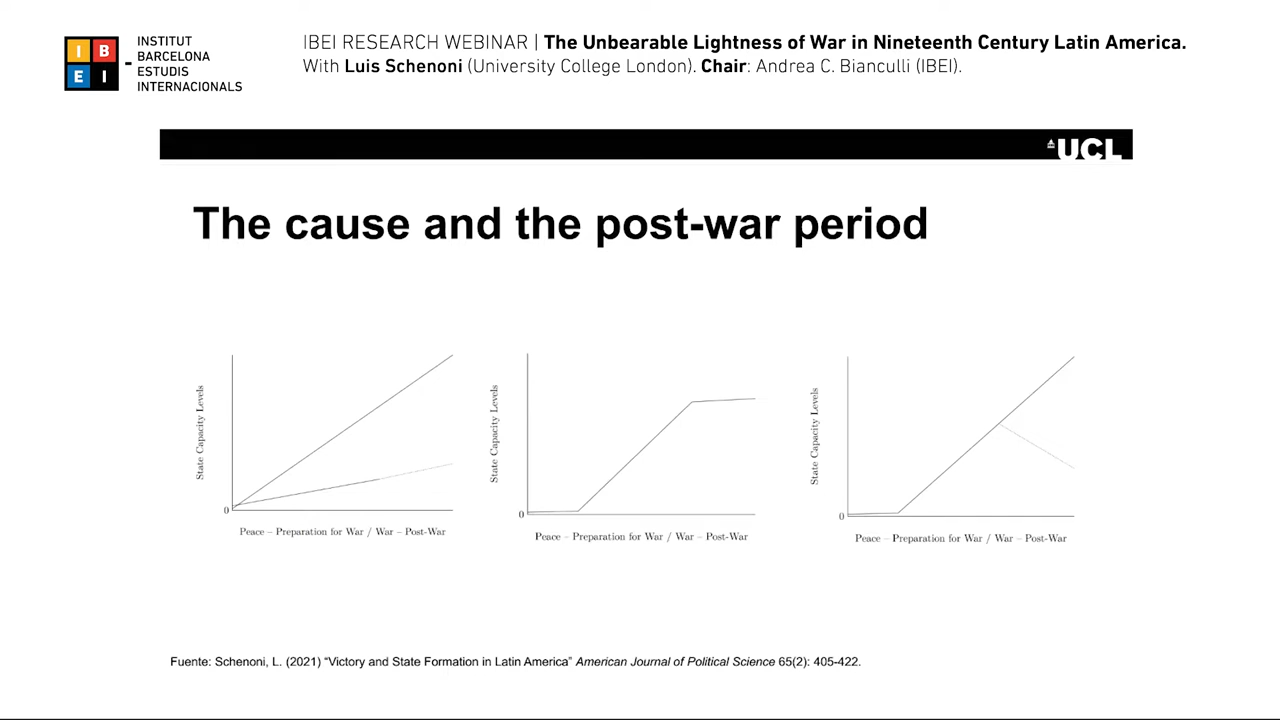 IB
EI
INSTITUT
BARCELONA
ESTUDIS
INTERNACIONALS
IBEI RESEARCH WEBINAR | The Unbearable Lightness of War in Nineteenth Century Latin America.
With Luis Schenoni (University College London). Chair: Andrea C. Bianculli (IBEI).
UCL
The cause and the post-war period
State Capacity Levels
0
Peace – Preparation for War / War – Post-War
State Capacity Levels
0
Peace – Preparation for War / War – Post-War
State Capacity Levels
0
Peace – Preparation for War / War – Post-War
Fuente: Schenoni, L. (2021) “Victory and State Formation in Latin America” American Journal of Political Science 65(2): 405-422.